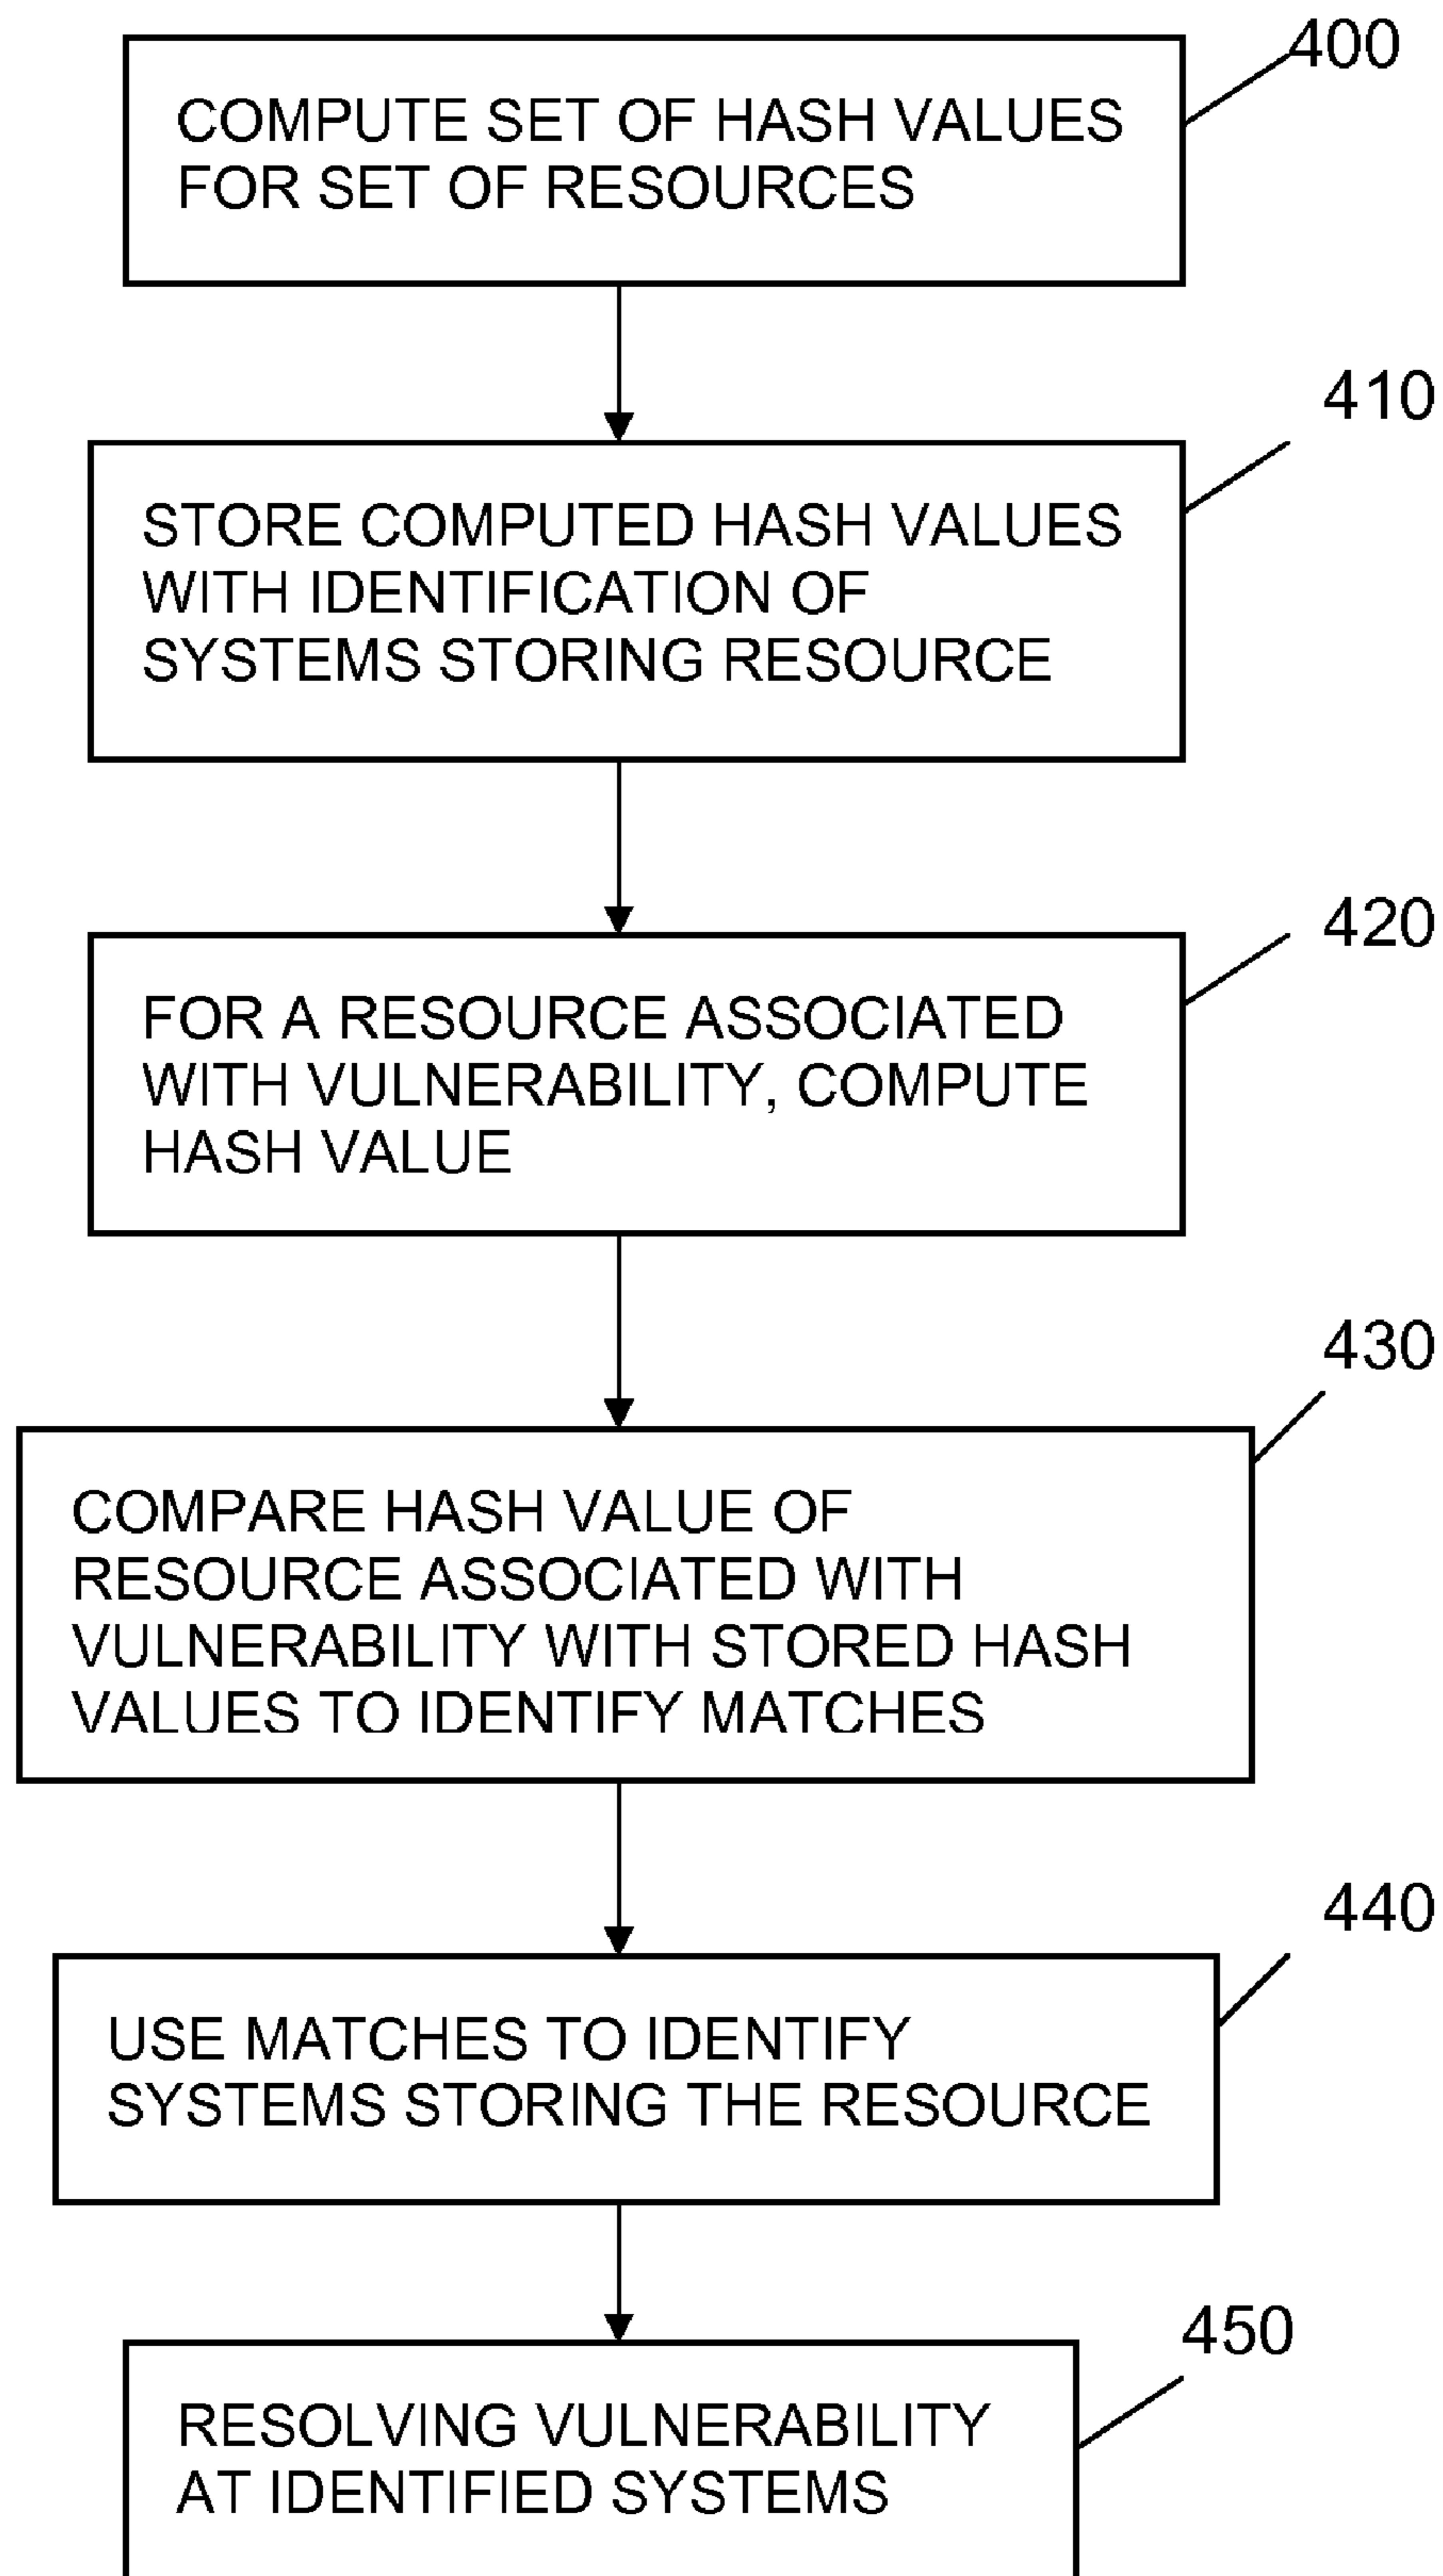 400
COMPUTE SET OF HASH VALUES
FOR SET OF RESOURCES
410
STORE COMPUTED HASH VALUES
WITH IDENTIFICATION OF
SYSTEMS STORING RESOURCE
420
FOR A RESOURCE ASSOCIATED
WITH VULNERABILITY, COMPUTE
HASH VALUE
430
COMPARE HASH VALUE OF
RESOURCE ASSOCIATED WITH
VULNERABILITY WITH STORED HASH
VALUES TO IDENTIFY MATCHES
440
USE MATCHES TO IDENTIFY
SYSTEMS STORING THE RESOURCE
450
RESOLVING VULNERABILITY
AT IDENTIFIED SYSTEMS